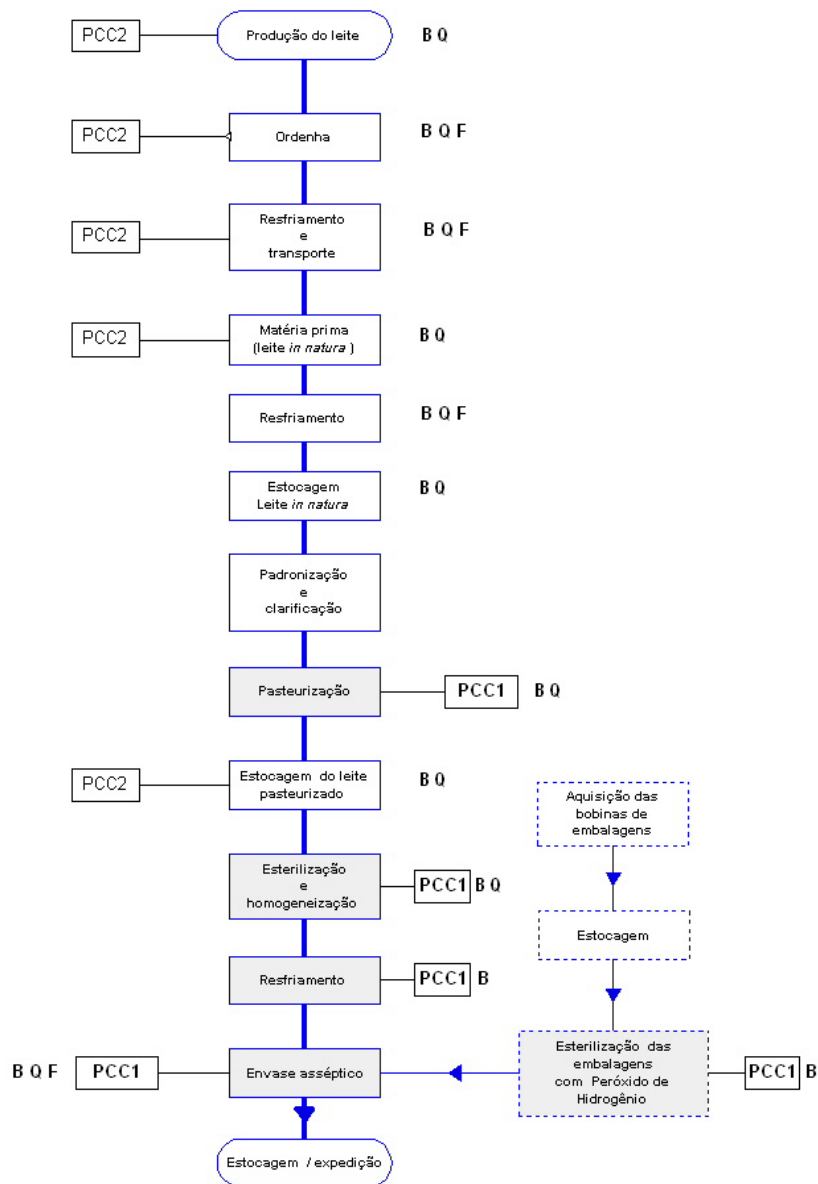 PCC2
Produção do leite
B Q
PCC2
Ordenha
B Q F
PCC2
Resfriamento
e
transporte
B Q F
PCC2
Matéria prima
(leite in natura )
B Q
Resfriamento
B Q F
Estocagem
Leite in natura
B Q
Padronização
e
clarificação
Pasteurização
PCC1
B Q
PCC2
Estocagem do leite
pasteurizado
B Q
Aquisição das
bobinas de
embalagens
Esterilização
e
homogeneização
PCC1
B Q
Estocagem
Resfriamento
PCC1
B
B Q F
PCC1
Envase asséptico
Esterilização das
embalagens
com Peróxido de
Hidrogênio
PCC1
B
Estocagem / expedição